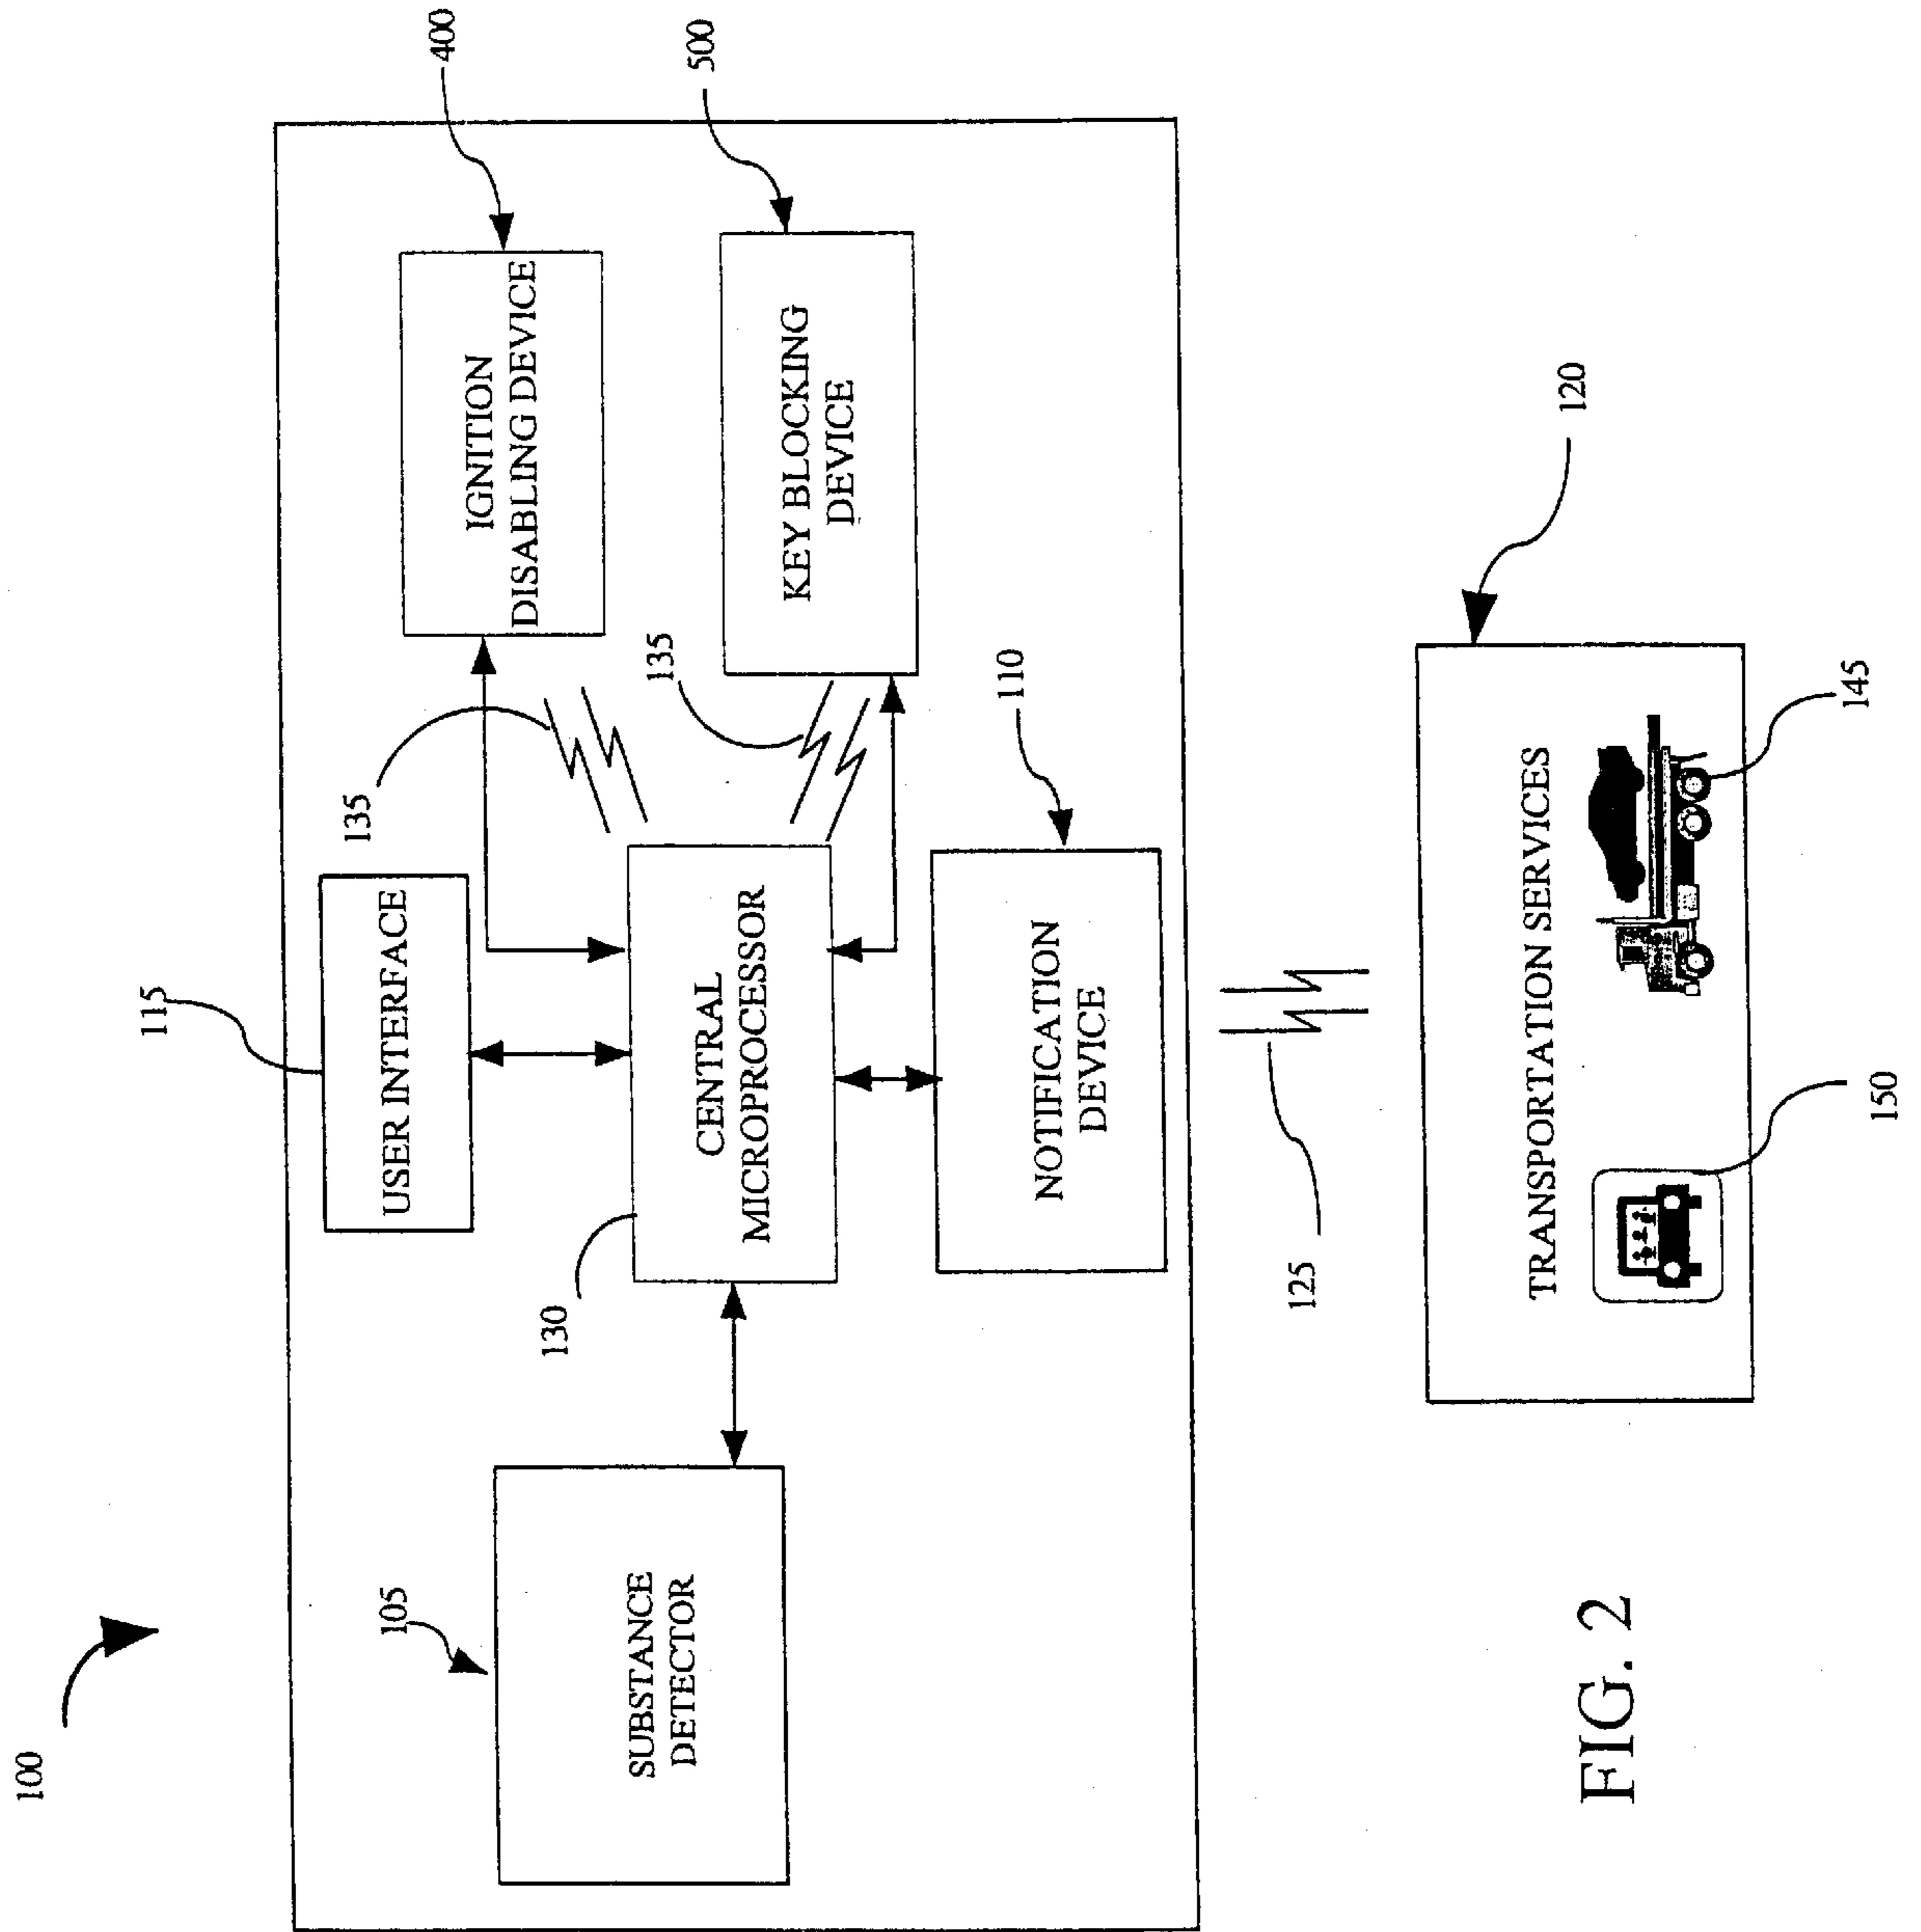 100
115
USER INTERFACE
400
IGNITION
DISABLING DEVICE
135
105
SUBSTANCE
DETECTOR
130
CENTRAL
MICROPROCESSOR
135
500
KEY BLOCKING
DEVICE
110
NOTIFICATION
DEVICE
125
120
TRANSPORTATION SERVICES
150
145
FIG. 2